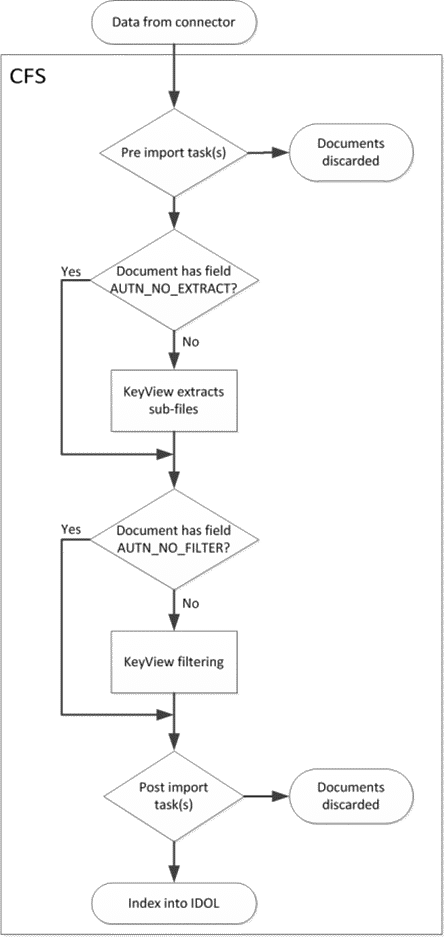 Data from connector
CFS
Pre import task(s)
Documents
discarded
Yes
Document has field
AUTN_NO_EXTRACT?
No
KeyView extracts
sub-files
Yes
Document has field
AUTN_NO_FILTER?
No
KeyView filtering
Post import
task(s)
Documents
discarded
Index into IDOL